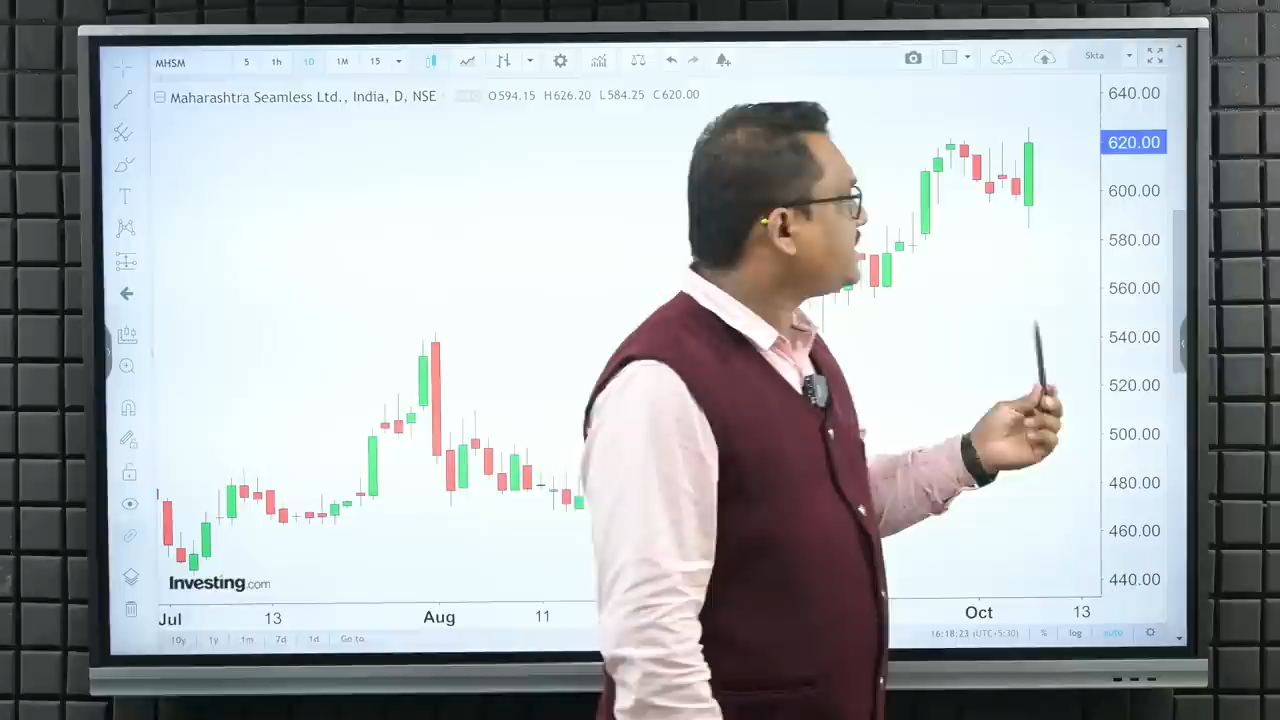 MHSM 5 1h 1D 1M 15 5kta
Maharashtra Seamless Ltd., India, D, NSE O594.15 H626.20 L584.25 C620.00
640.00
620.00
600.00
580.00
560.00
540.00
520.00
500.00
480.00
460.00
440.00
T
Investing.com
Jul 13 Aug 11 Oct 13
10y 1y 1m 7d 1d Go to 16:18:23 (UTC+5:30) % log auto